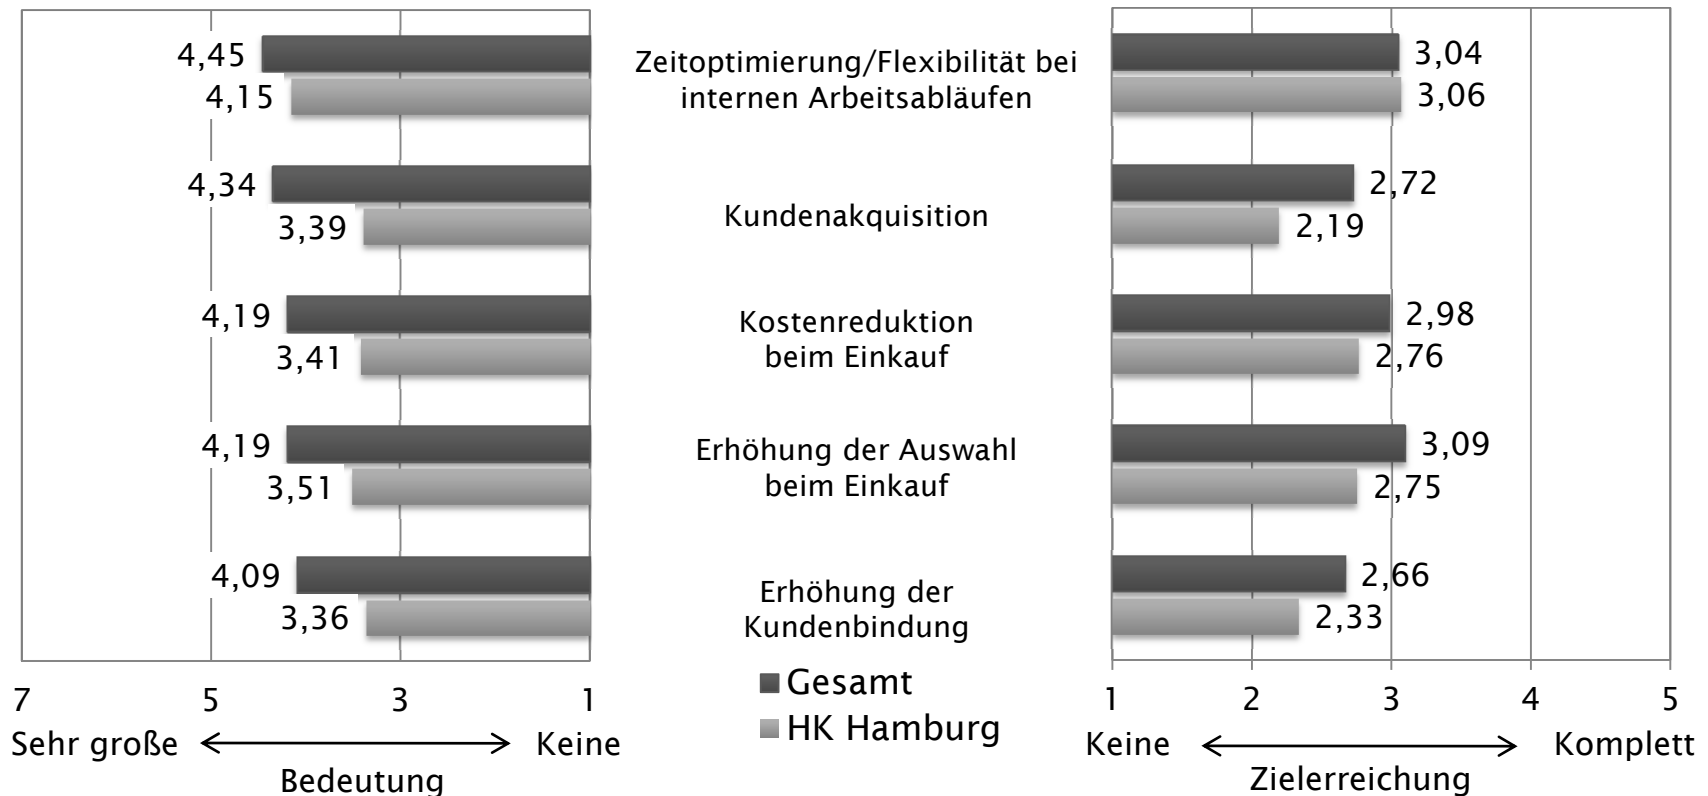 4,45
4,15
Zeitoptimierung/Flexibilität bei
internen Arbeitsabläufen
3,04
3,06
4,34
3,39
Kundenakquisition
2,72
2,19
4,19
3,41
Kostenreduktion
beim Einkauf
2,98
2,76
4,19
3,51
Erhöhung der Auswahl
beim Einkauf
3,09
2,75
4,09
3,36
Erhöhung der
Kundenbindung
2,66
2,33
7 5 3 1
Sehr große Keine
Bedeutung
Gesamt
HK Hamburg
1 2 3 4 5
Keine Komplett
Zielerreichung